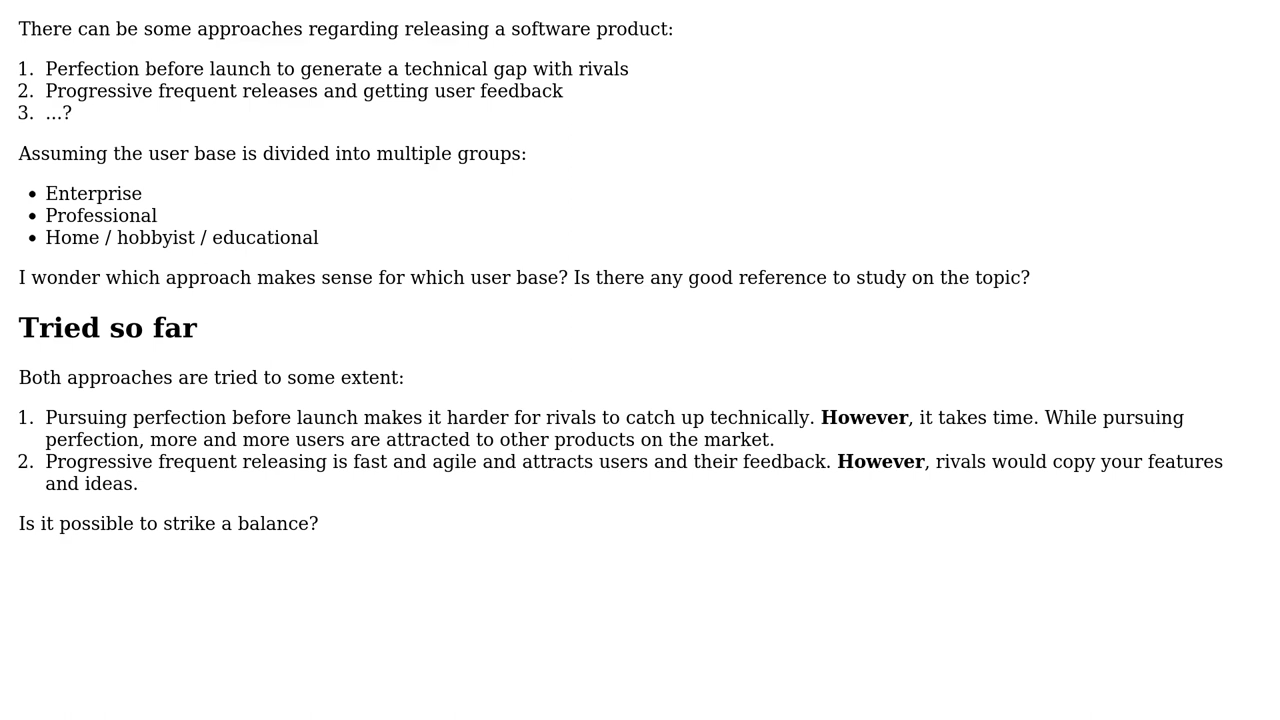 There can be some approaches regarding releasing a software product:
1. Perfection before launch to generate a technical gap with rivals
2. Progressive frequent releases and getting user feedback
3. ...?
Assuming the user base is divided into multiple groups:
• Enterprise
• Professional
• Home / hobbyist / educational
I wonder which approach makes sense for which user base? Is there any good reference to study on the topic?
Tried so far
Both approaches are tried to some extent:
1. Pursuing perfection before launch makes it harder for rivals to catch up technically. However, it takes time. While pursuing
perfection, more and more users are attracted to other products on the market.
2. Progressive frequent releasing is fast and agile and attracts users and their feedback. However, rivals would copy your features
and ideas.
Is it possible to strike a balance?